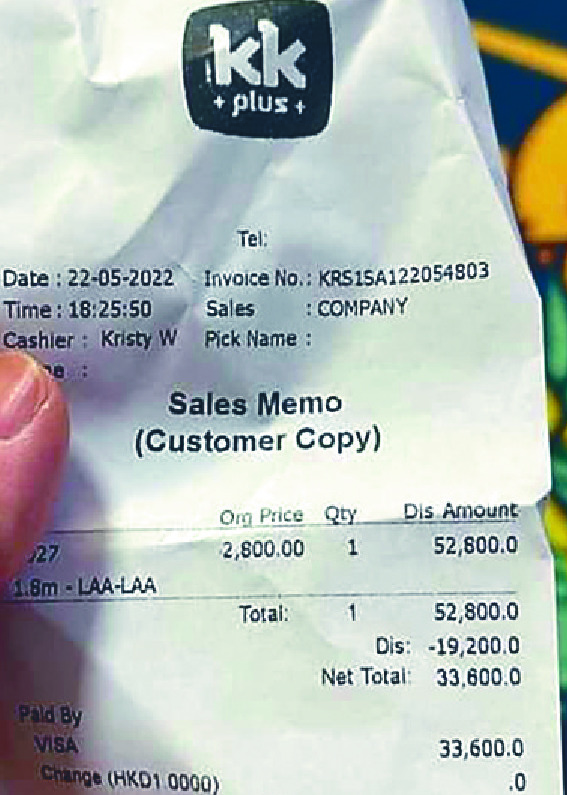 kk
+ plus +
Tel:
Date : 22-05-2022 Invoice No.: KRS1SA122054803
Time : 18:25:50 Sales : COMPANY
Cashier : Kristy W Pick Name :
:
Sales Memo
(Customer Copy)
Org Price Qty Dis Amount
27 2,800.00 1 52,800.0
1.8m - LAA-LAA
Total: 1 52,800.0
Dis: -19,200.0
Net Total: 33,600.0
Paid By
VISA 33,600.0
Change (HKD1 0000) .0